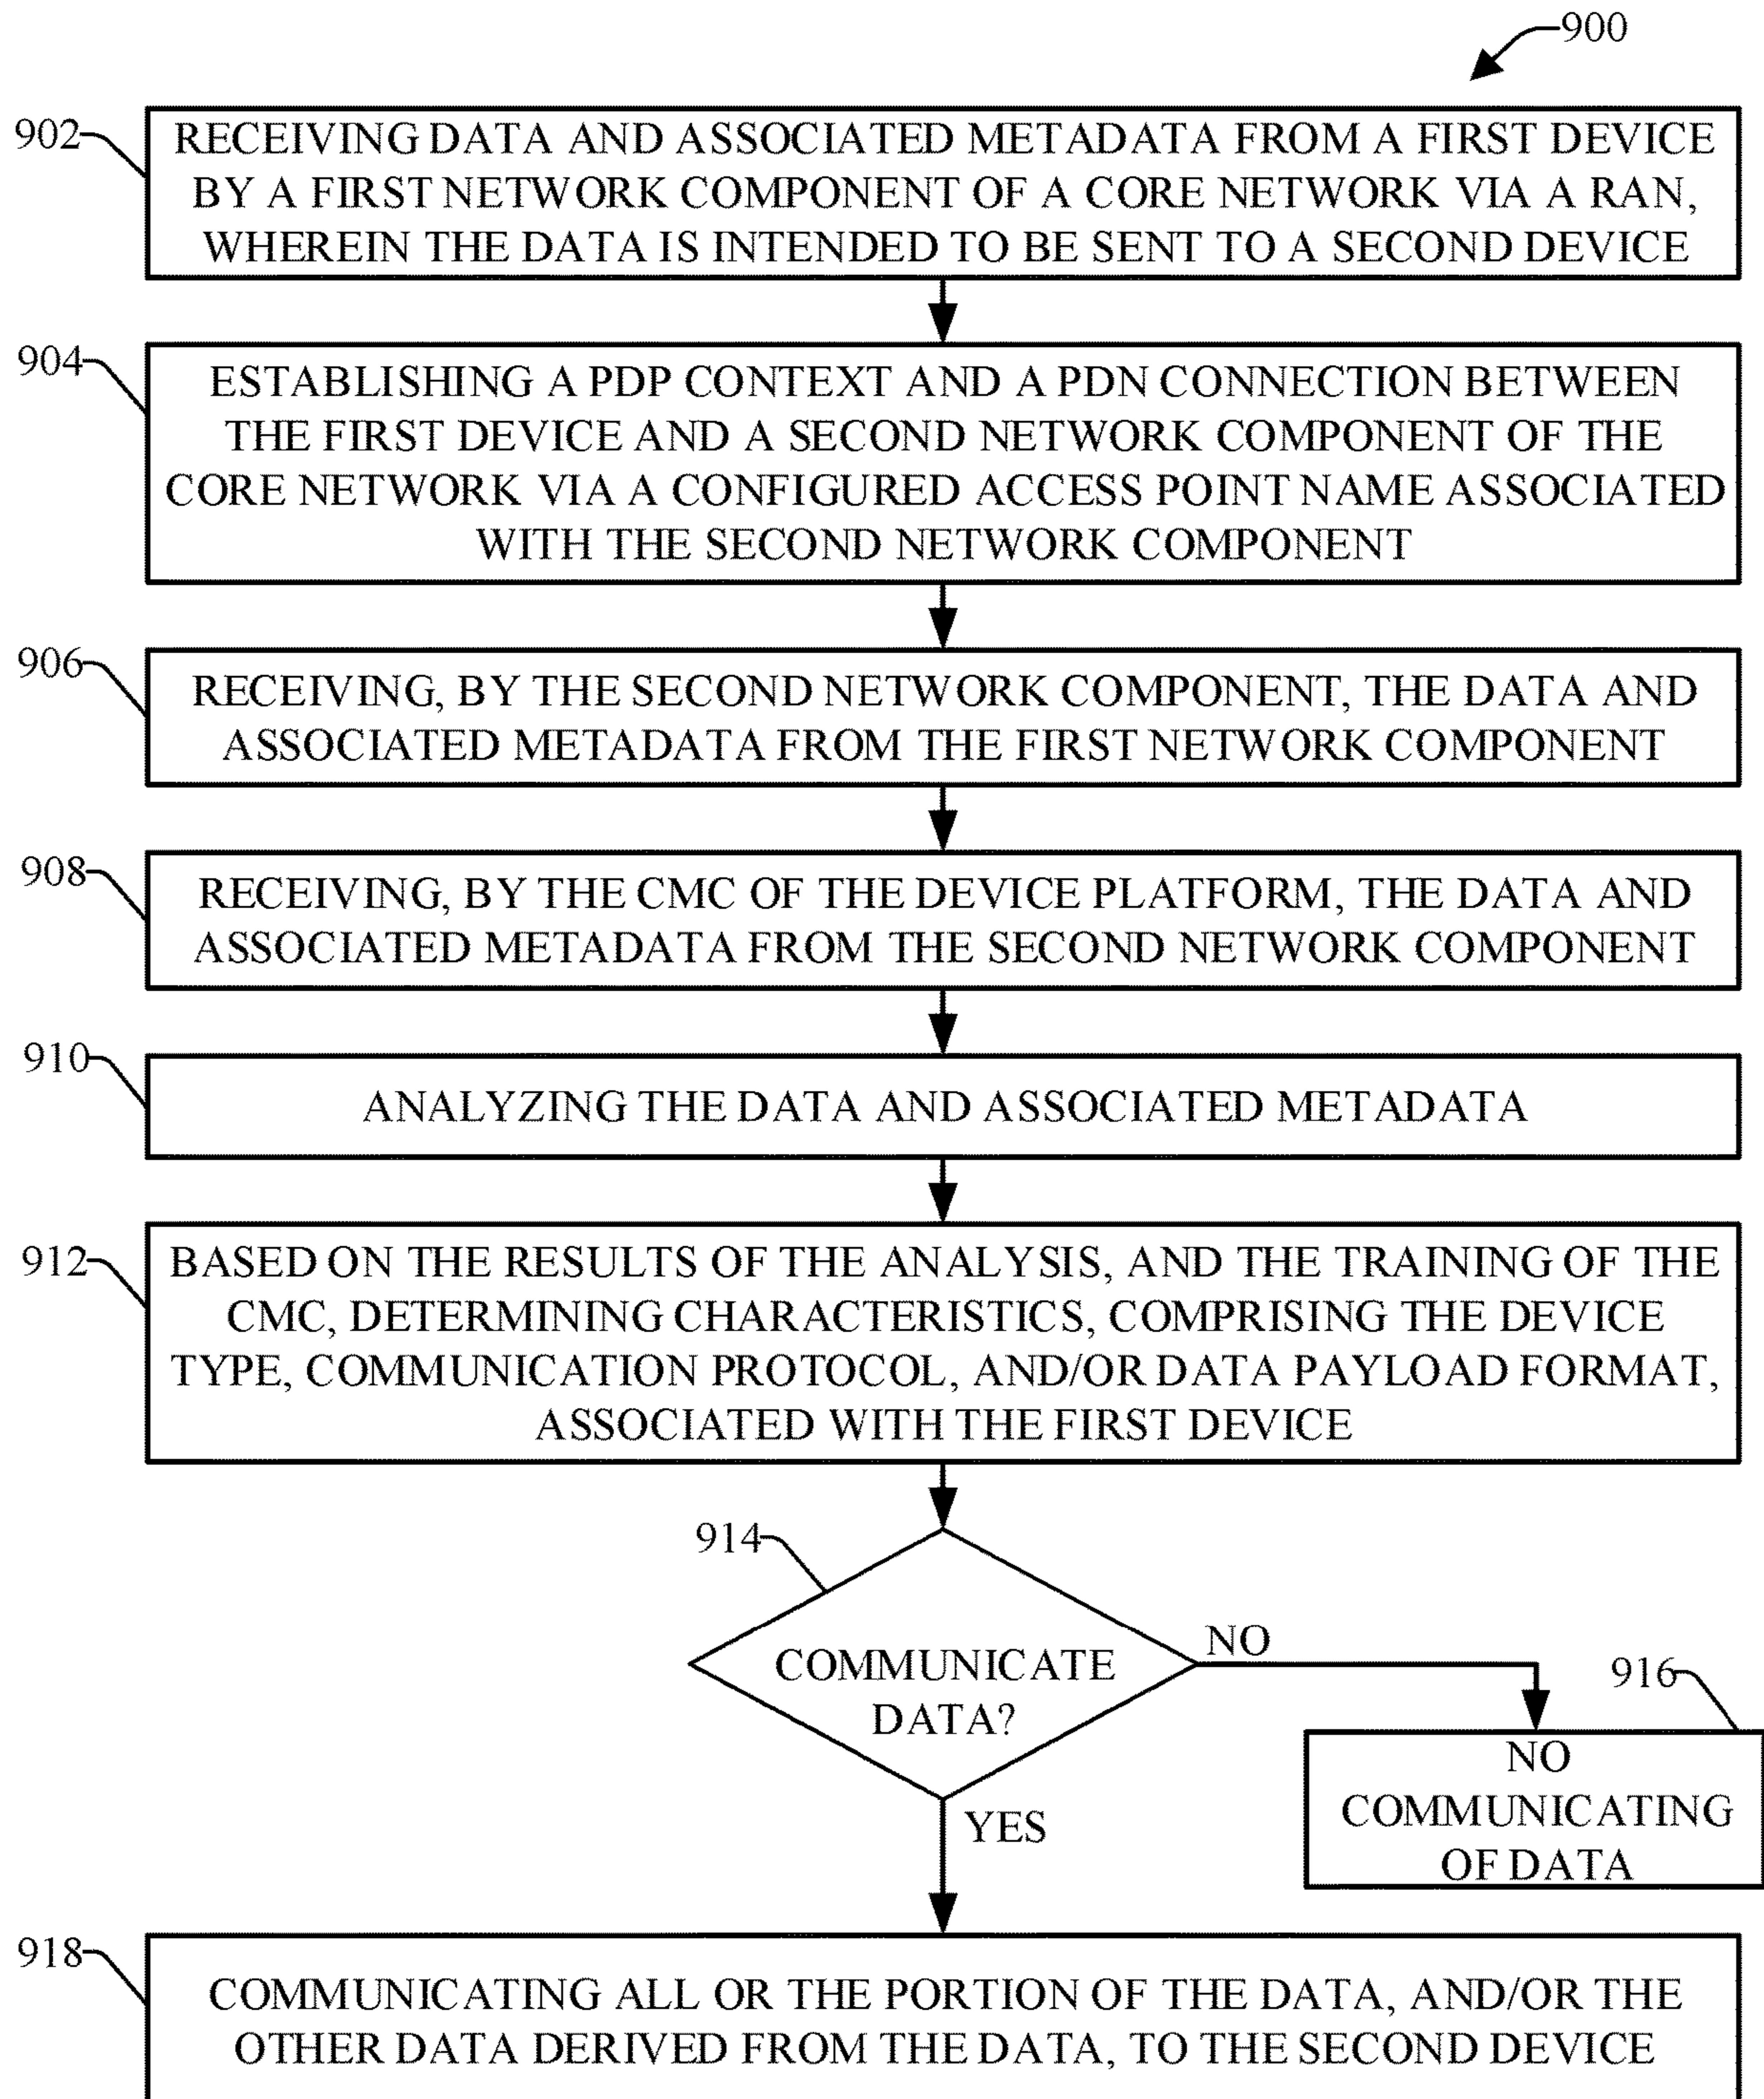 900
902
RECEIVING DATA AND ASSOCIATED METADATA FROM A FIRST DEVICE
BY A FIRST NETWORK COMPONENT OF A CORE NETWORK VIA A RAN,
WHEREIN THE DATA IS INTENDED TO BE SENT TO A SECOND DEVICE
904
ESTABLISHING A PDP CONTEXT AND A PDN CONNECTION BETWEEN
THE FIRST DEVICE AND A SECOND NETWORK COMPONENT OF THE
CORE NETWORK VIA A CONFIGURED ACCESS POINT NAME ASSOCIATED
WITH THE SECOND NETWORK COMPONENT
906
RECEIVING, BY THE SECOND NETWORK COMPONENT, THE DATA AND
ASSOCIATED METADATA FROM THE FIRST NETWORK COMPONENT
908
RECEIVING, BY THE CMC OF THE DEVICE PLATFORM, THE DATA AND
ASSOCIATED METADATA FROM THE SECOND NETWORK COMPONENT
910
ANALYZING THE DATA AND ASSOCIATED METADATA
912
BASED ON THE RESULTS OF THE ANALYSIS, AND THE TRAINING OF THE
CMC, DETERMINING CHARACTERISTICS, COMPRISING THE DEVICE
TYPE, COMMUNICATION PROTOCOL, AND/OR DATA PAYLOAD FORMAT,
ASSOCIATED WITH THE FIRST DEVICE
914
COMMUNICATE
DATA?
NO
916
NO
COMMUNICATING
OF DATA
YES
918
COMMUNICATING ALL OR THE PORTION OF THE DATA, AND/OR THE
OTHER DATA DERIVED FROM THE DATA, TO THE SECOND DEVICE